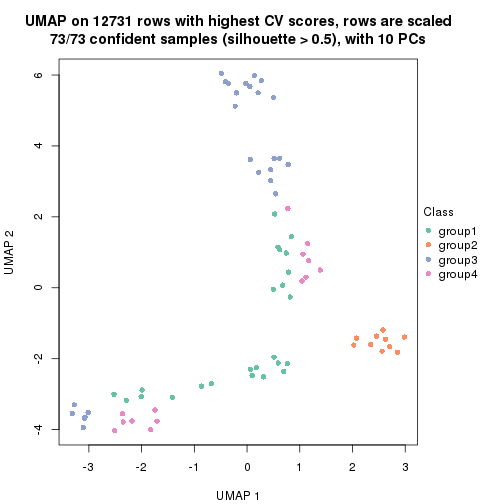 UMAP on 12731 rows with highest CV scores, rows are scaled
73/73 confident samples (silhouette > 0.5), with 10 PCs
6
4
2
0
-2
-4
UMAP 2
-3
-2
-1
0
1
2
3
UMAP 1
Class
group1
group2
group3
group4